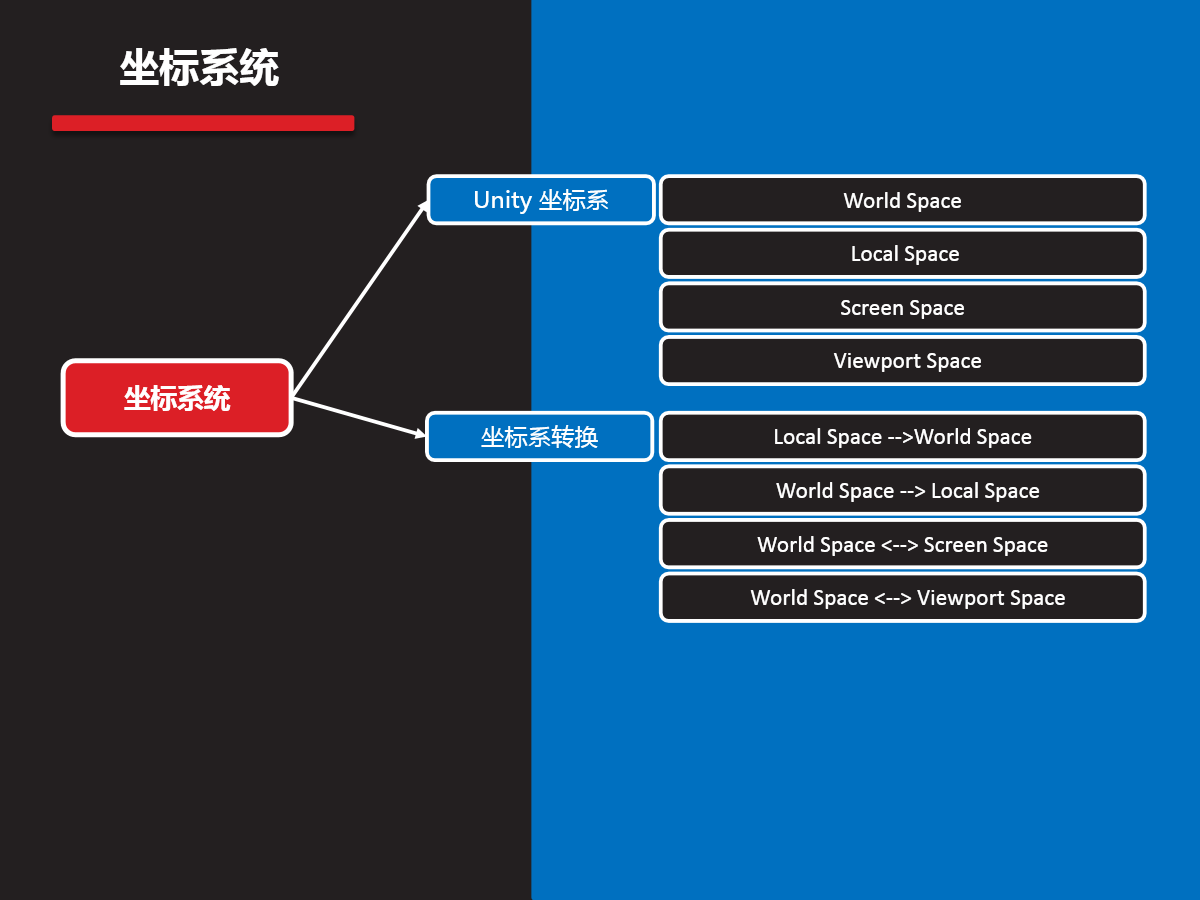 坐标系统
Unity 坐标系
World Space
Local Space
Screen Space
Viewport Space
坐标系统
坐标系转换
Local Space -->World Space
World Space --> Local Space
World Space <--> Screen Space
World Space <--> Viewport Space